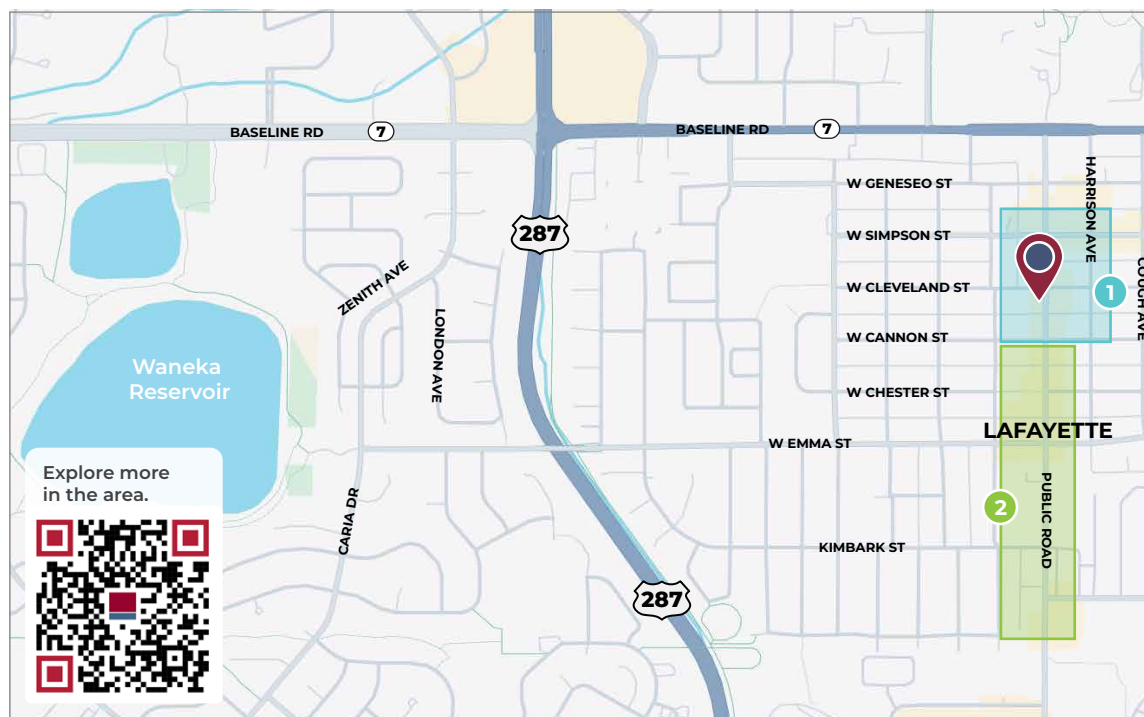 BASELINE RD
7
BASELINE RD
7
W GENESEO ST
HARRISON AVE
287
W SIMPSON ST
COUCH AVE
ZENITH AVE
W CLEVELAND ST
1
LONDON AVE
W CANNON ST
Waneka
Reservoir
W CHESTER ST
LAFAYETTE
W EMMA ST
Explore more
in the area.
CARIA DR
2
PUBLIC ROAD
KIMBARK ST
287